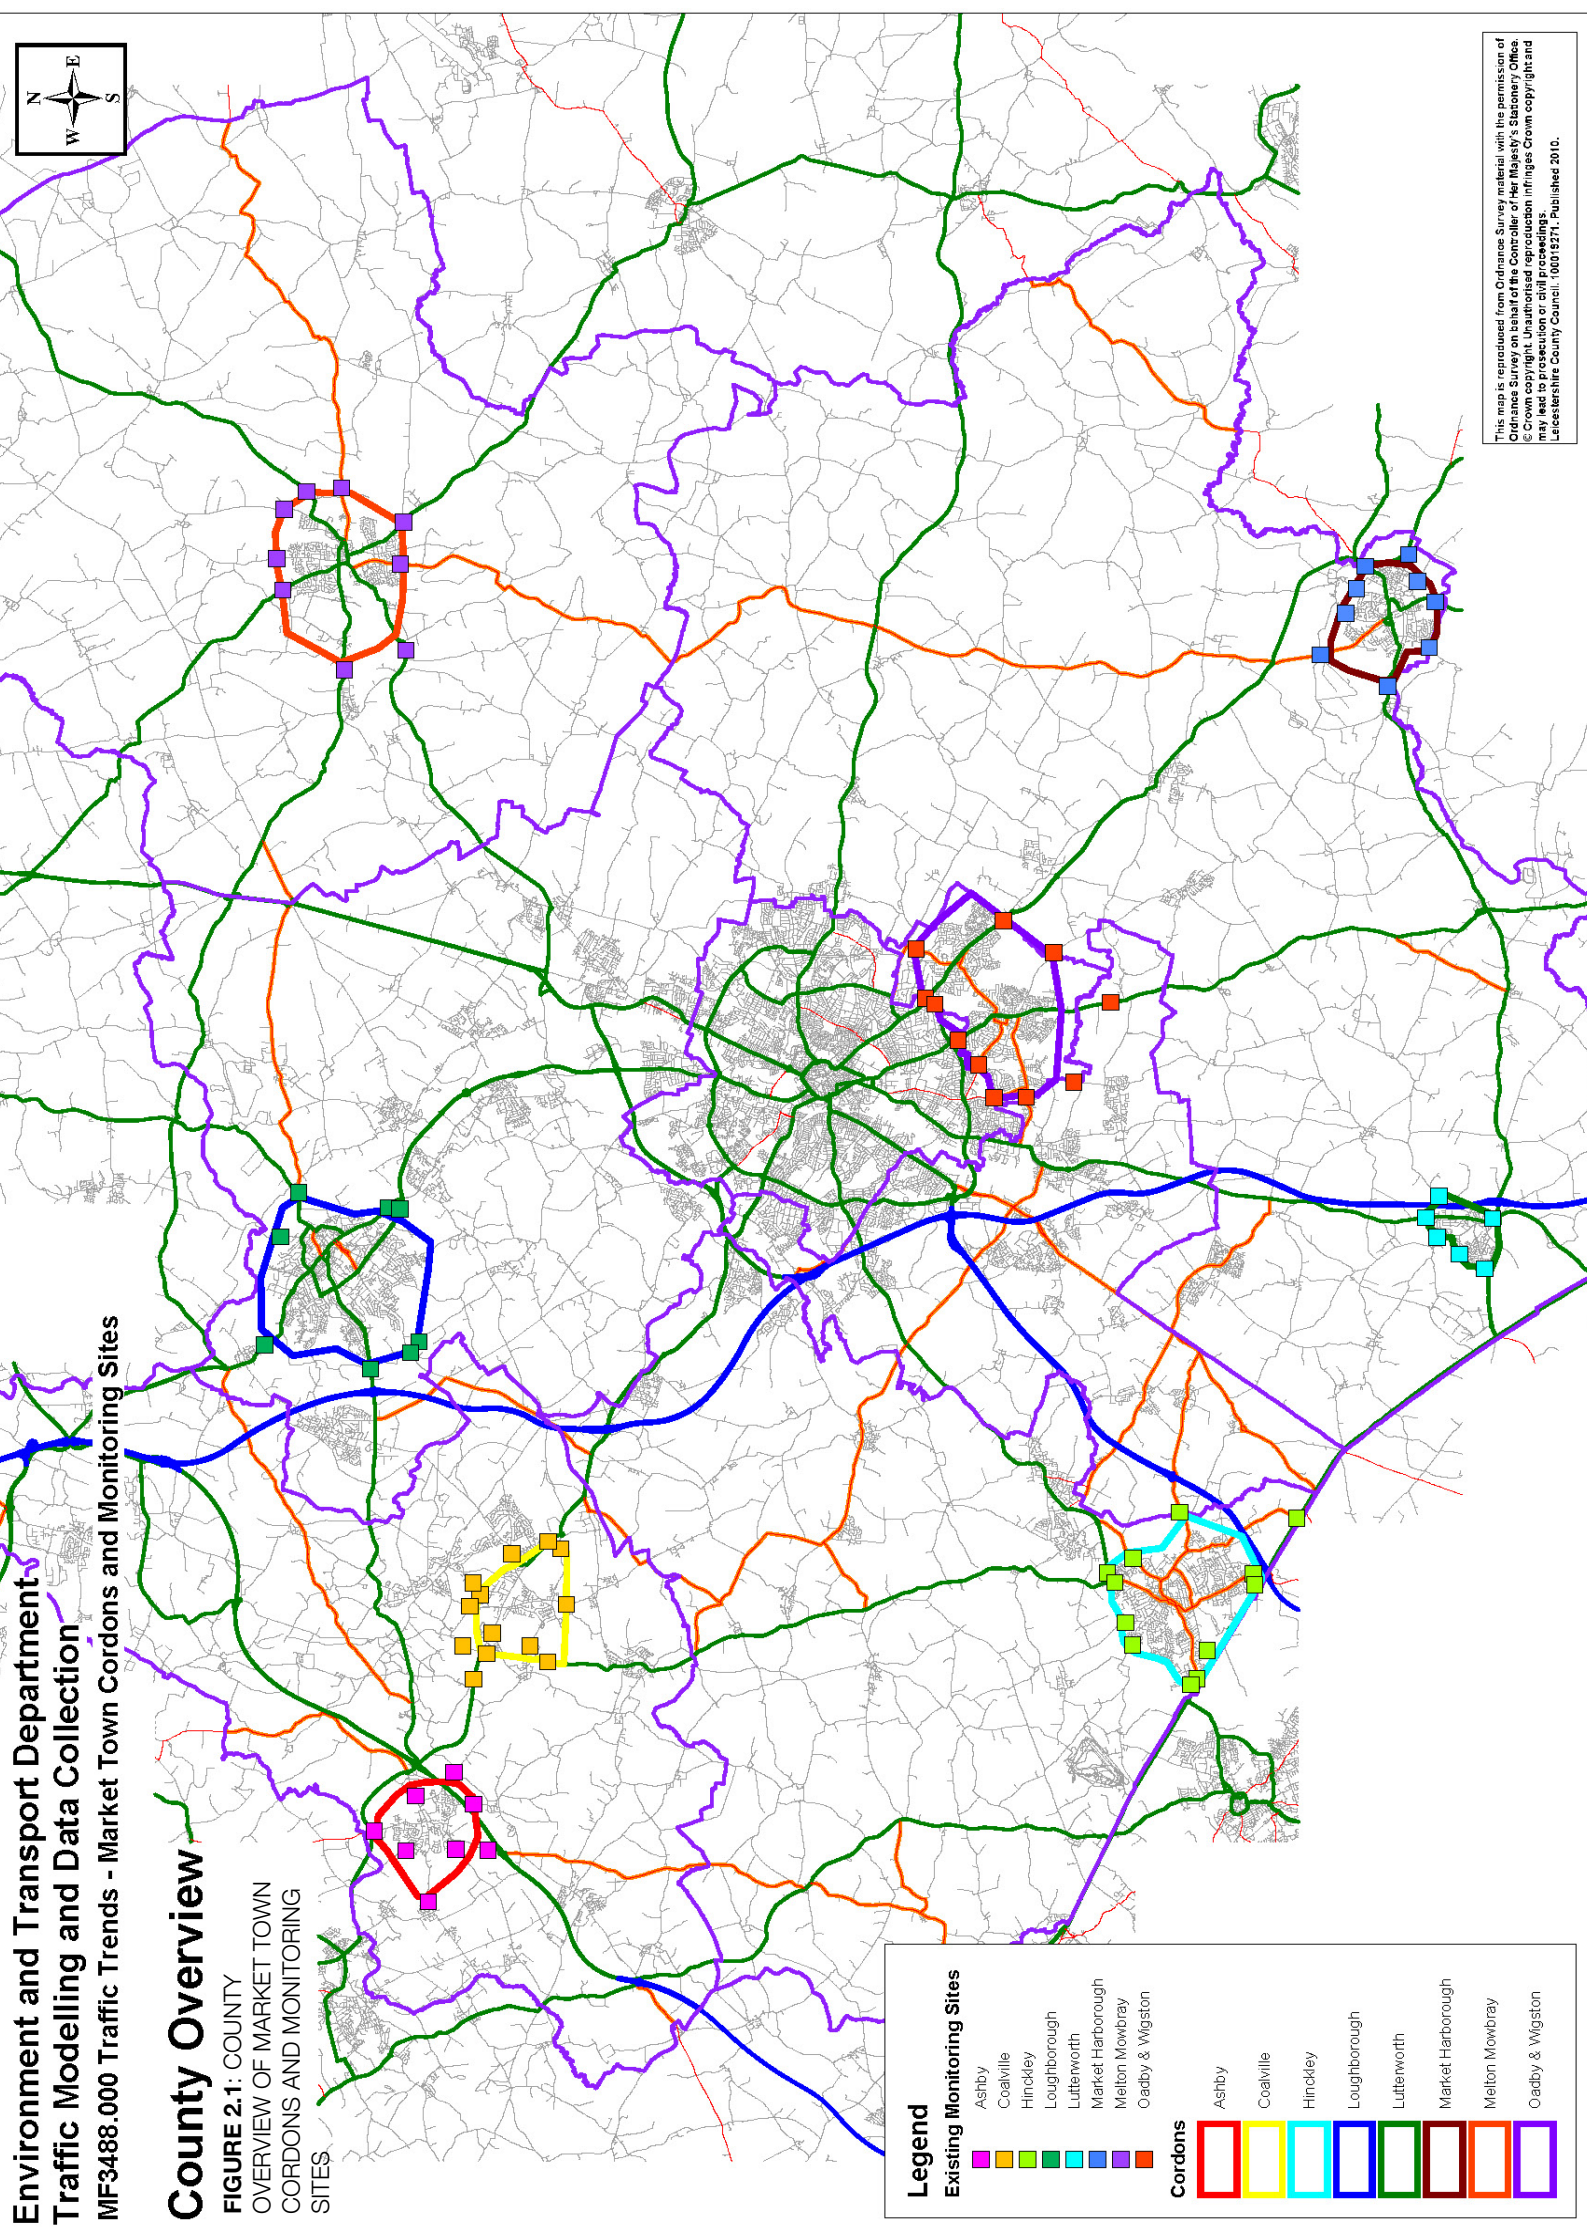 Environment and Transport Department
Traffic Modelling and Data Collection
MF3488.000 Traffic Trends - Market Town Cordons and Monitoring Sites
County Overview
FIGURE 2.1: COUNTY
OVERVIEW OF MARKET TOWN
CORDONS AND MONITORING
SITES
N
W
E
S
Legend
Existing Monitoring Sites
Ashby
Coalville
Hinckley
Loughborough
Lutterworth
Market Harborough
Melton Mowbray
Oadby & Wigston
Cordons
Ashby
Coalville
Hinckley
Loughborough
Lutterworth
Market Harborough
Melton Mowbray
Oadby & Wigston
This map is reproduced from Ordnance Survey material with the permission of
Ordnance Survey on behalf of the Controller of Her Majesty's Stationery Office.
© Crown copyright. Unauthorised reproduction infringes Crown copyright and
may lead to prosecution or civil proceedings.
Leicestershire County Council. 100019271. Published 2010.